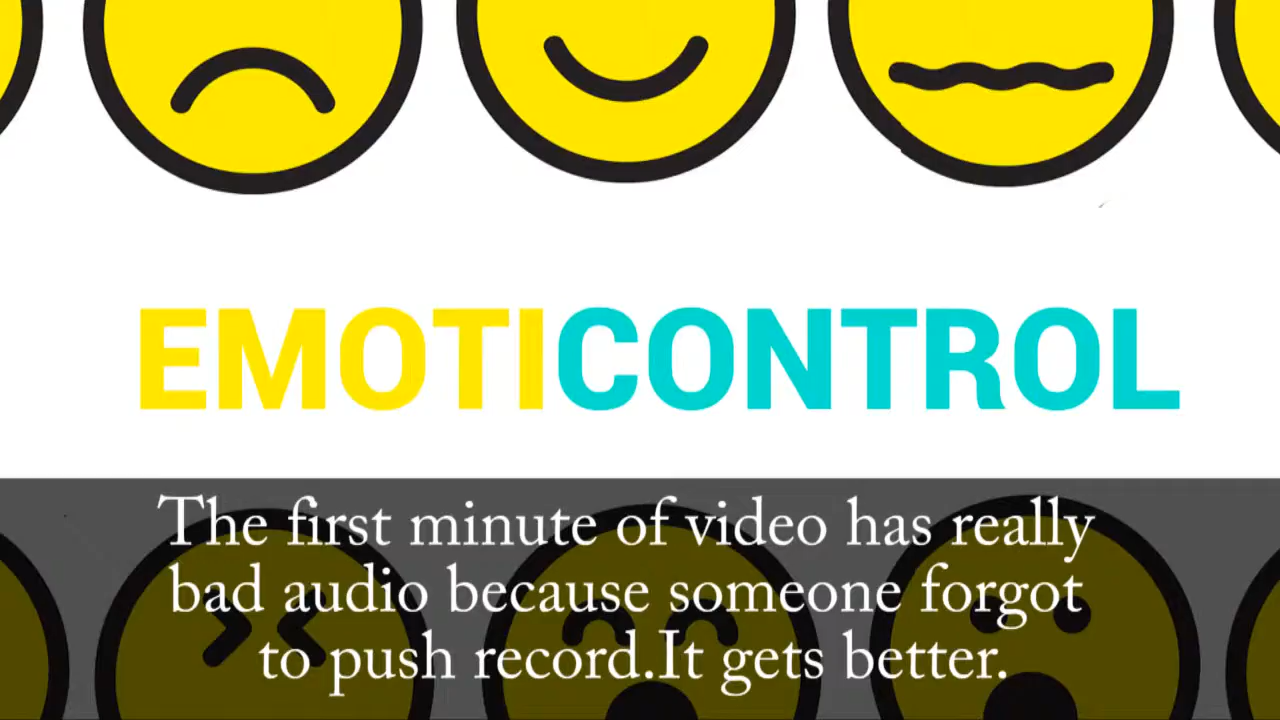 EMOTICONTROL
The first minute of video has really
bad audio because someone forgot
to push record.It gets better.